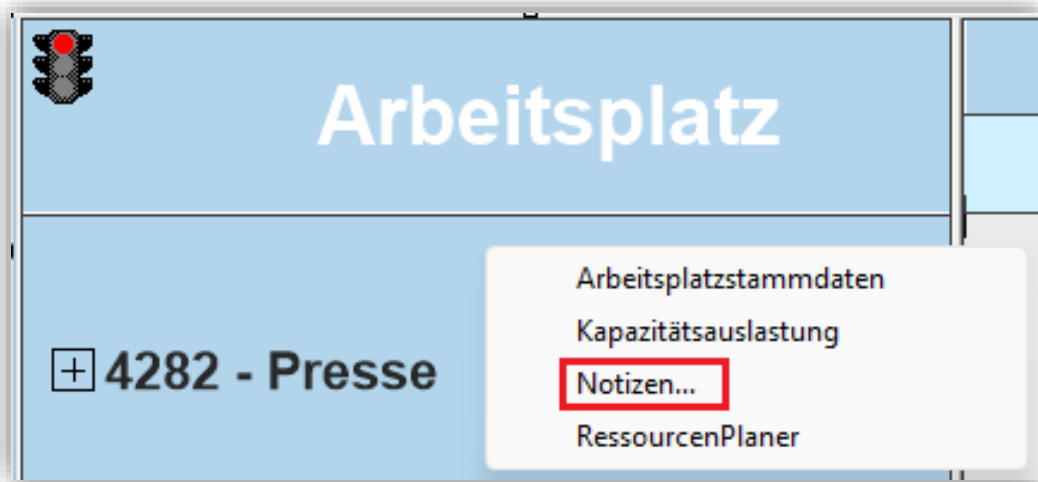 Arbeitsplatz
Arbeitsplatzstammdaten
Kapazitätsauslastung
4282 - Presse
Notizen...
RessourcenPlaner